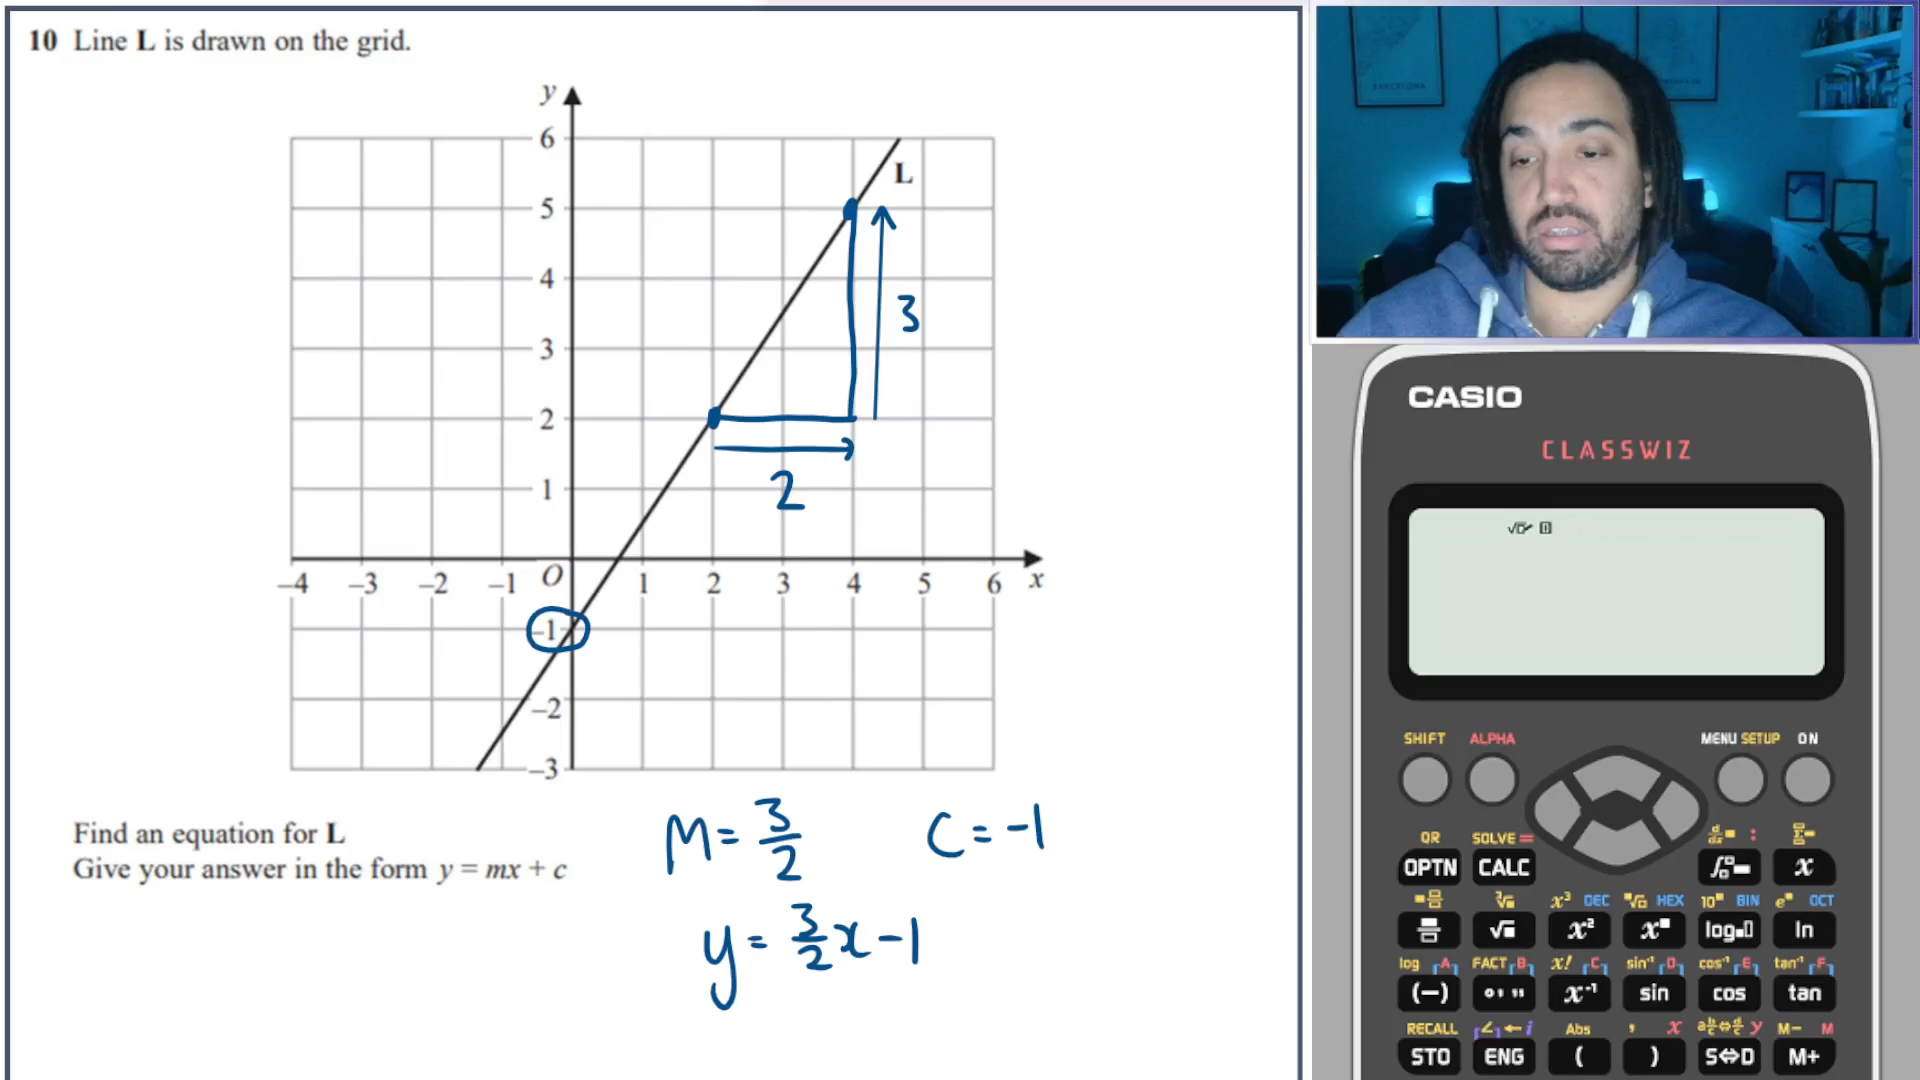 10 Line L is drawn on the grid.
y
6
L
5
4
3
3
2
2
1
-4 -3 -2 -1 O 1 2 3 4 5 6 x
-1
-2
-3
Find an equation for L
Give your answer in the form y = mx + c
M = 3/2
C = -1
y = 3/2 x - 1
BARCELONA
CASIO
CLASSWIZ
SHIFT ALPHA MENU SETUP ON
QR SOLVE = d/dx :
OPTN CALC x
x³ DEC HEX 10 BIN e OCT
√ x² x log ln
log A FACT B x! C sin⁻¹ D cos⁻¹ E tan⁻¹ F
(−) x⁻¹ sin cos tan
RECALL ∠ ← i Abs , x a b/c ⇔ d/c y M− M
STO ENG ( ) S⇔D M+